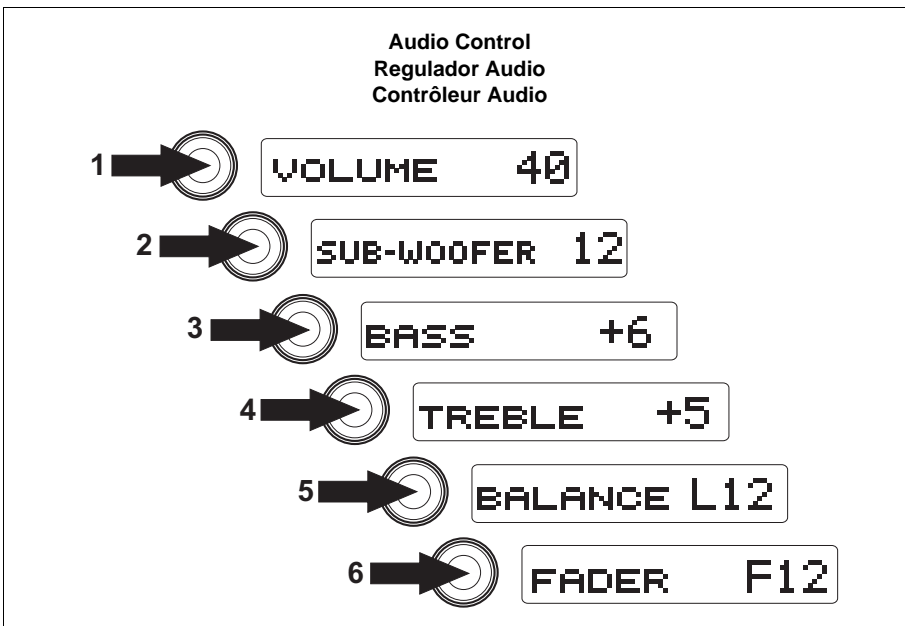 Audio Control
Regulador Audio
Contrôleur Audio
1 VOLUME 40
2 SUB-WOOFER 12
3 BASS +6
4 TREBLE +5
5 BALANCE L12
6 FADER F12